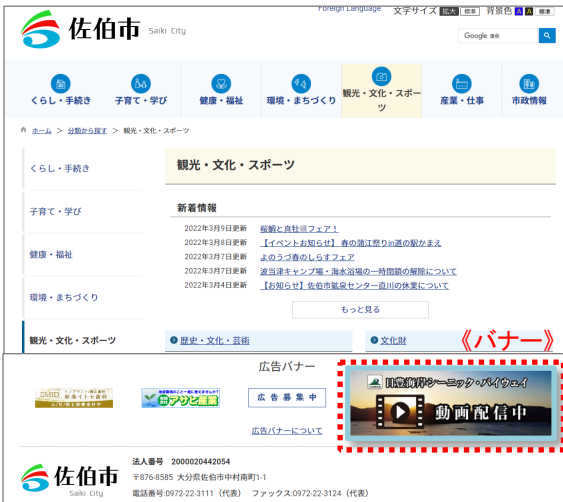 Foreign Language 文字サイズ 拡大 標準 背景色 A A 標準
佐伯市 Saiki City
Google 提供
くらし・手続き 子育て・学び 健康・福祉 環境・まちづくり 観光・文化・スポーツ 産業・仕事 市政情報
ホーム > 分類から探す > 観光・文化・スポーツ
くらし・手続き
子育て・学び
健康・福祉
環境・まちづくり
観光・文化・スポーツ
観光・文化・スポーツ
新着情報
2022年3月9日更新 桜鯛と真牡蠣フェア！
2022年3月8日更新 【イベントお知らせ】 春の蒲江祭りin道の駅かまえ
2022年3月7日更新 よのうづ春のしらすフェア
2022年3月7日更新 波当津キャンプ場・海水浴場の一時閉鎖の解除について
2022年3月4日更新 【お知らせ】佐伯市鉱泉センター直川の休業について
もっと見る
歴史・文化・芸術 文化財
《バナー》
広告バナー
アサヒ産業
広告募集中
広告バナーについて
日豊海岸シーニック・バイウェイ
動画配信中
佐伯市
Saiki City
法人番号 2000020442054
〒876-8585 大分県佐伯市中村南町1-1
電話番号:0972-22-3111（代表） ファックス:0972-22-3124（代表）